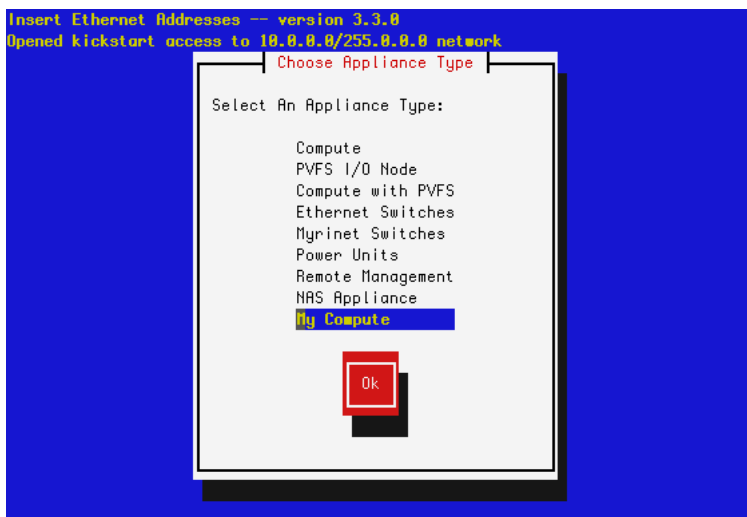 Insert Ethernet Addresses -- version 3.3.0
Opened kickstart access to 10.0.0.0/255.0.0.0 network
Choose Appliance Type
Select An Appliance Type:
Compute
PVFS I/O Node
Compute with PVFS
Ethernet Switches
Myrinet Switches
Power Units
Remote Management
NAS Appliance
My Compute
Ok